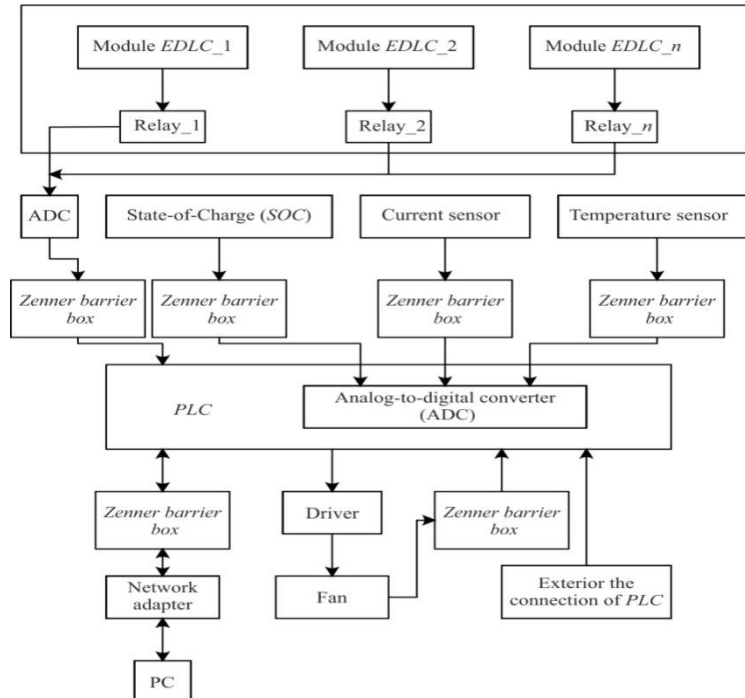 Module EDLC_1
Module EDLC_2
Module EDLC_n
Relay_1
Relay_2
Relay_n
ADC
State-of-Charge (SOC)
Current sensor
Temperature sensor
Zenner barrier
box
Zenner barrier
box
Zenner barrier
box
Zenner barrier
box
PLC
Analog-to-digital converter
(ADC)
Zenner barrier
box
Driver
Zenner barrier
box
Network
adapter
Fan
Exterior the
connection of PLC
PC